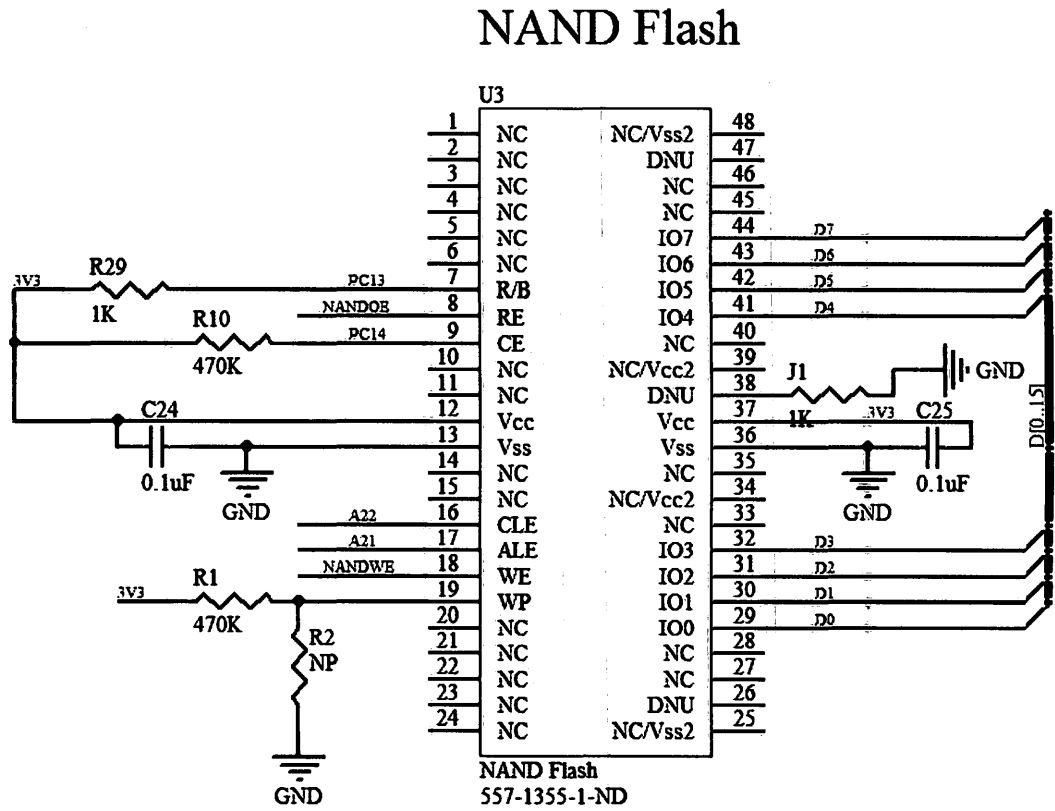 NAND Flash
U3
1 NC NC/Vss2 48
2 NC DNU 47
3 NC NC 46
4 NC NC 45
5 NC IO7 44 D7
6 NC IO6 43 D6
3V3 R29 1K PC13 7 R/B IO5 42 D5
NANDOE 8 RE IO4 41 D4
R10 470K PC14 9 CE NC 40
10 NC NC/Vcc2 39
11 NC DNU 38 J1 1K GND
12 Vcc Vcc 37 3V3
C24 0.1uF GND 13 Vss Vss 36 GND C25 0.1uF
D[0..15]
14 NC NC 35
15 NC NC/Vcc2 34
A22 16 CLE NC 33
A21 17 ALE IO3 32 D3
NANDWE 18 WE IO2 31 D2
3V3 R1 470K 19 WP IO1 30 D1
20 NC IO0 29 D0
R2 NP
21 NC NC 28
22 NC NC 27
23 NC DNU 26
24 NC NC/Vss2 25
GND
NAND Flash
557-1355-1-ND